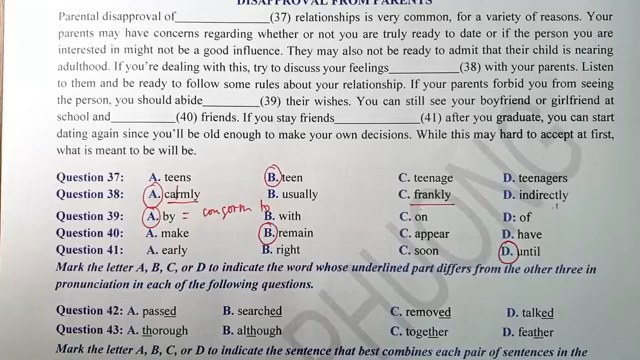 DISAPPROVAL FROM PARENTS
Parental disapproval of____________(37) relationships is very common, for a variety of reasons. Your
parents may have concerns regarding whether or not you are truly ready to date or if the person you are
interested in might not be a good influence. They may also not be ready to admit that their child is nearing
adulthood. If you're dealing with this, try to discuss your feelings_________(38) with your parents. Listen
to them and be ready to follow some rules about your relationship. If your parents forbid you from seeing
the person, you should abide________(39) their wishes. You can still see your boyfriend or girlfriend at
school and__________(40) friends. If you stay friends__________(41) after you graduate, you can start
dating again since you'll be old enough to make your own decisions. While this may hard to accept at first,
what is meant to be will be.
Question 37: A. teens B. teen C. teenage D. teenagers
Question 38: A. carmly B. usually C. frankly D. indirectly
Question 39: A. by = conform to B. with C. on D: of
Question 40: A. make B. remain C. appear D. have
Question 41: A. early B. right C. soon D. until
Mark the letter A, B, C, or D to indicate the word whose underlined part differs from the other three in
pronunciation in each of the following questions.
Question 42: A. passed B. searched C. removed D. talked
Question 43: A. thorough B. although C. together D. feather
Mark the letter A, B, C, or D to indicate the sentence that best combines each pair of sentences in the
PHUONG